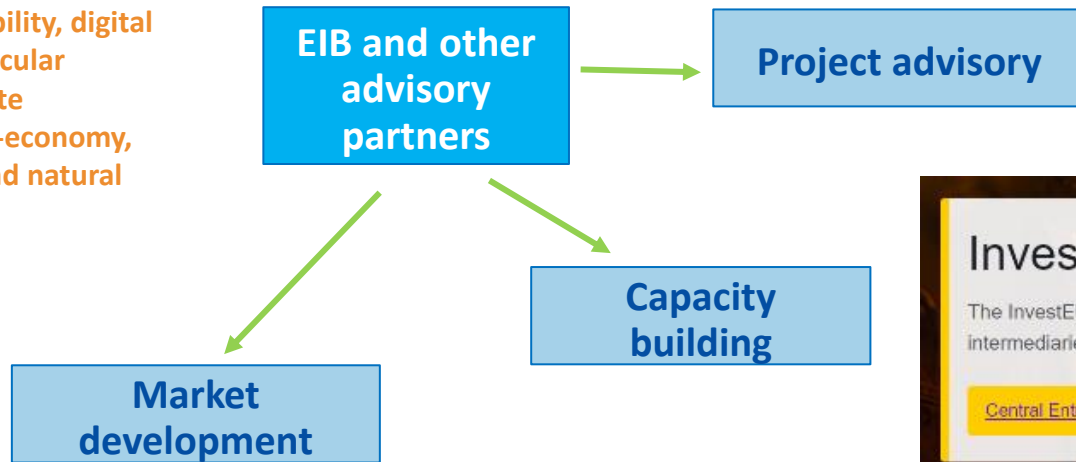 bility, digital
cular
te
-economy,
nd natural
EIB and other
advisory
partners
Project advisory
Capacity
building
Market
development
Inves
The InvestE
intermediarie
Central Ent